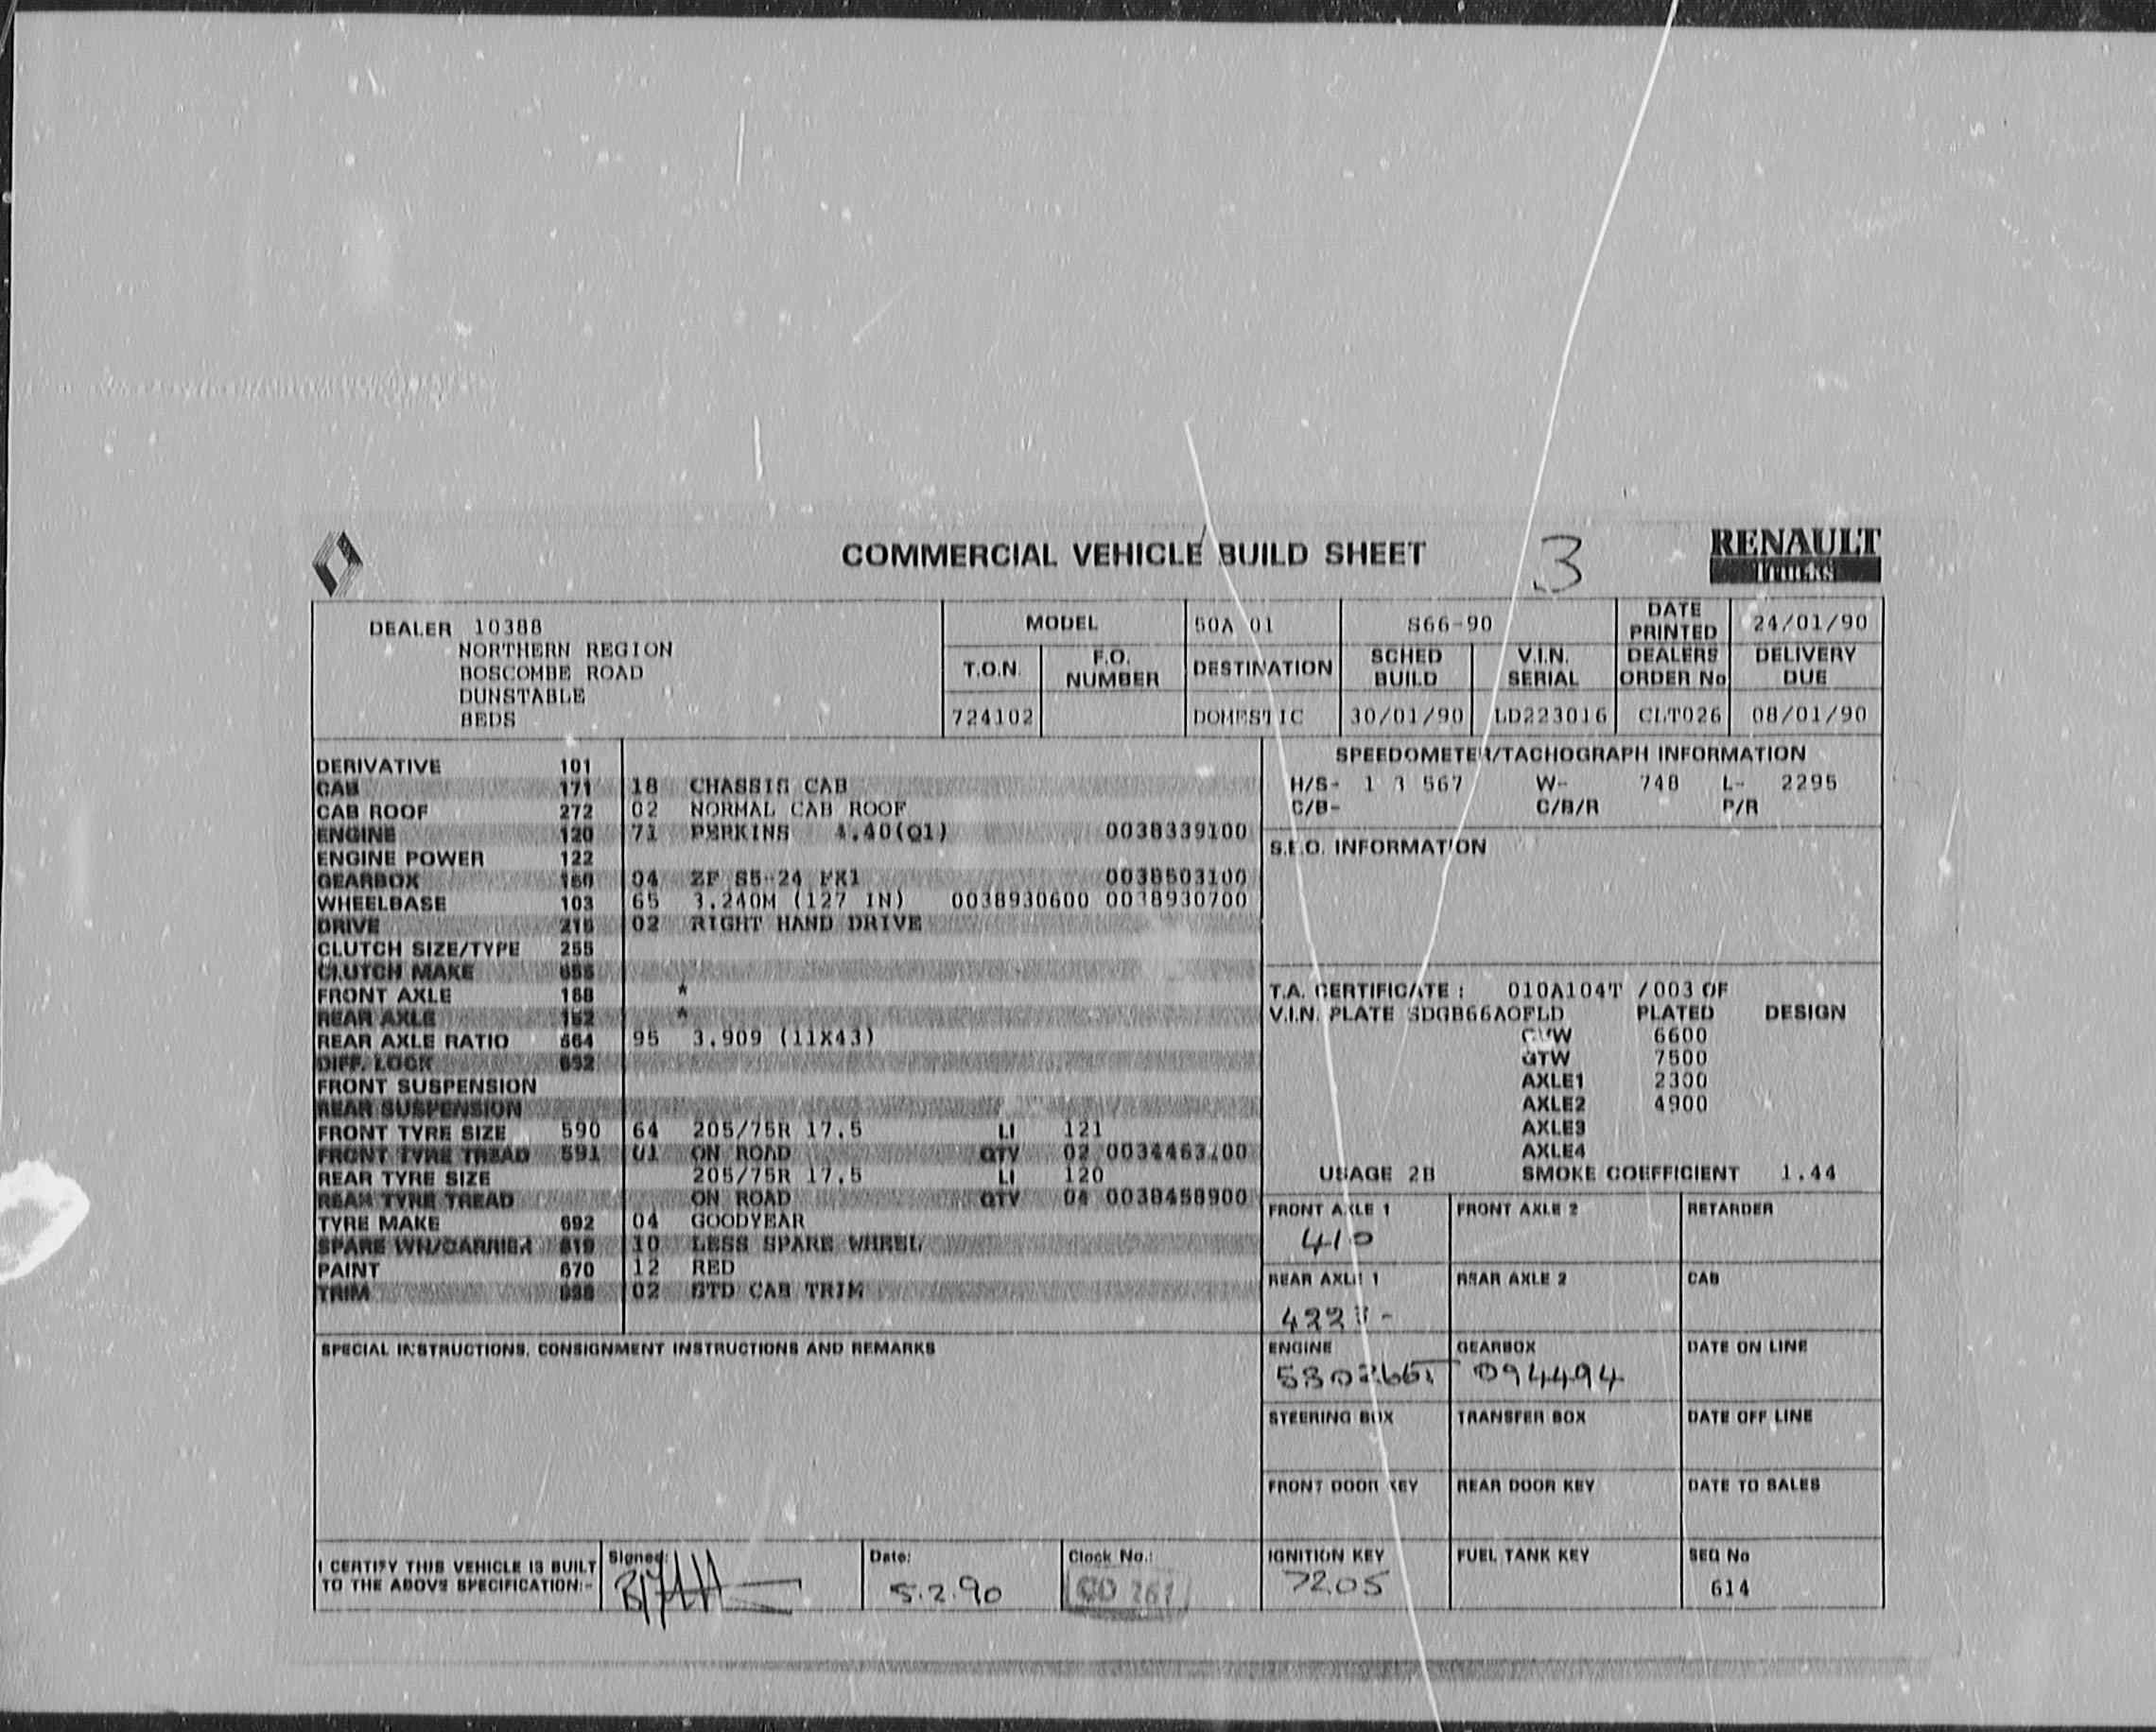 COMMERCIAL VEHICLE BUILD SHEET 3 RENAULT
TRUCKS
DEALER 10388
NORTHERN REGION
BOSCOMBE ROAD
DUNSTABLE
BEDS
MODEL 50A 01 S66-90 DATE PRINTED 24/01/90
T.O.N. F.O. NUMBER DESTINATION SCHED BUILD V.I.N. SERIAL DEALERS ORDER No DELIVERY DUE
724102 DOMESTIC 30/01/90 LD223016 CLT026 08/01/90
DERIVATIVE 101
CAB 171 18 CHASSIS CAB
CAB ROOF 272 02 NORMAL CAB ROOF
ENGINE 120 71 PERKINS 4.40(Q1) 0038339100
ENGINE POWER 122
GEARBOX 160 04 ZF S5-24 0038503100
WHEELBASE 103 65 3.240M (127 IN) 0038930600 0038930700
DRIVE 02 RIGHT HAND DRIVE
CLUTCH SIZE/TYPE 255
CLUTCH MAKE
FRONT AXLE 188 *
REAR AXLE 182 *
REAR AXLE RATIO 664 95 3.909 (11X43)
DIFF. LOCK 692
FRONT SUSPENSION
REAR SUSPENSION
FRONT TYRE SIZE 590 64 205/75R 17.5 LI 121
FRONT TYRE TREAD 591 01 ON ROAD QTY 02
REAR TYRE SIZE 205/75R 17.5 LI 120
REAR TYRE TREAD ON ROAD QTY 04 0038458900
TYRE MAKE 692 04 GOODYEAR
SPARE WH/CARRIER 619 10 LESS SPARE WHEEL
PAINT 670 12 RED
TRIM 02 STD CAB TRIM
SPEEDOMETER/TACHOGRAPH INFORMATION
H/S- 1 3 567 W- 748 L- 2295
C/B- C/B/R P/R
S.E.O. INFORMATION
T.A. CERTIFICATE : 010A104T /003 OF
V.I.N. PLATE SDGB66AOFLD PLATED DESIGN
GVW 6600
GTW 7500
AXLE1 2300
AXLE2 4900
AXLE3
AXLE4
USAGE 2B SMOKE COEFFICIENT 1.44
FRONT AXLE 1 FRONT AXLE 2 RETARDER
410
REAR AXLE 1 REAR AXLE 2 CAB
ENGINE GEARBOX DATE ON LINE
094494
STEERING BOX TRANSFER BOX DATE OFF LINE
FRONT DOOR KEY REAR DOOR KEY DATE TO SALES
IGNITION KEY FUEL TANK KEY SEQ No
7205 614
SPECIAL INSTRUCTIONS, CONSIGNMENT INSTRUCTIONS AND REMARKS
I CERTIFY THIS VEHICLE IS BUILT
TO THE ABOVE SPECIFICATION:-
Signed:
Date:
5.2.90
Clock No.:
CD 261